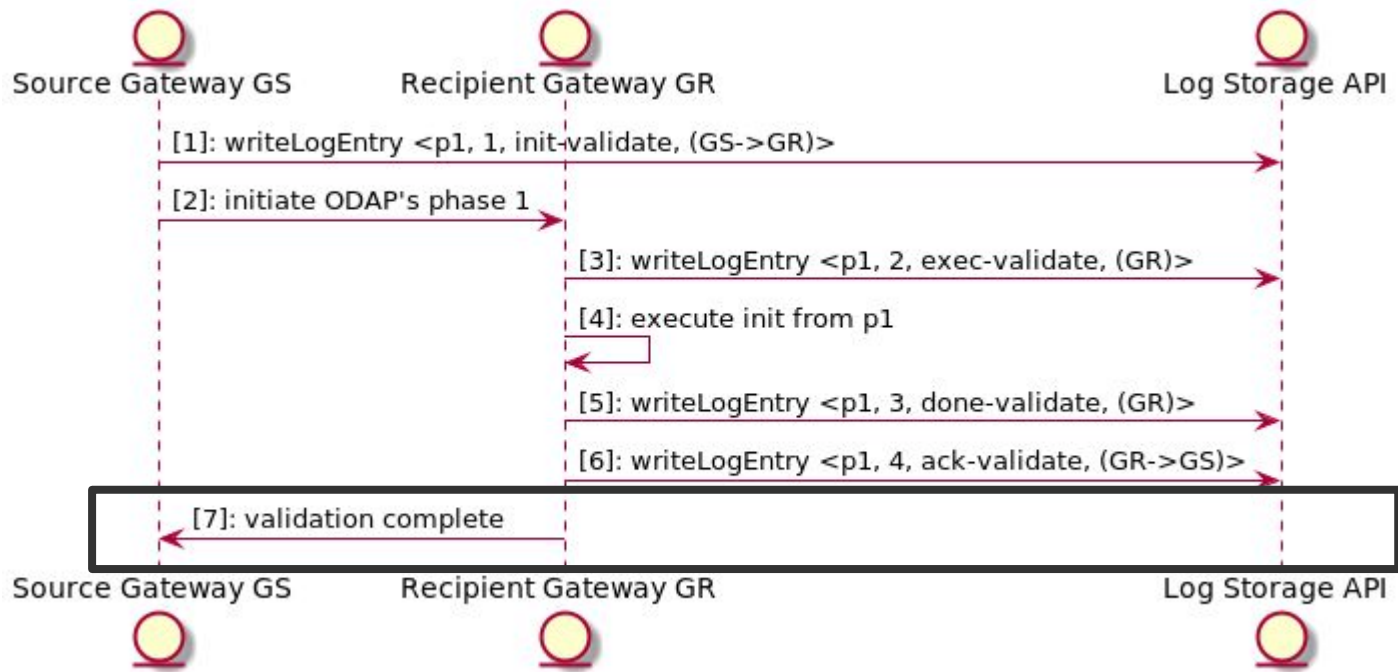 Source Gateway GS Recipient Gateway GR Log Storage API
[1]: writeLogEntry <p1, 1, init-validate, (GS->GR)>
[2]: initiate ODAP's phase 1
[3]: writeLogEntry <p1, 2, exec-validate, (GR)>
[4]: execute init from p1
[5]: writeLogEntry <p1, 3, done-validate, (GR)>
[6]: writeLogEntry <p1, 4, ack-validate, (GR->GS)>
[7]: validation complete
Source Gateway GS Recipient Gateway GR Log Storage API